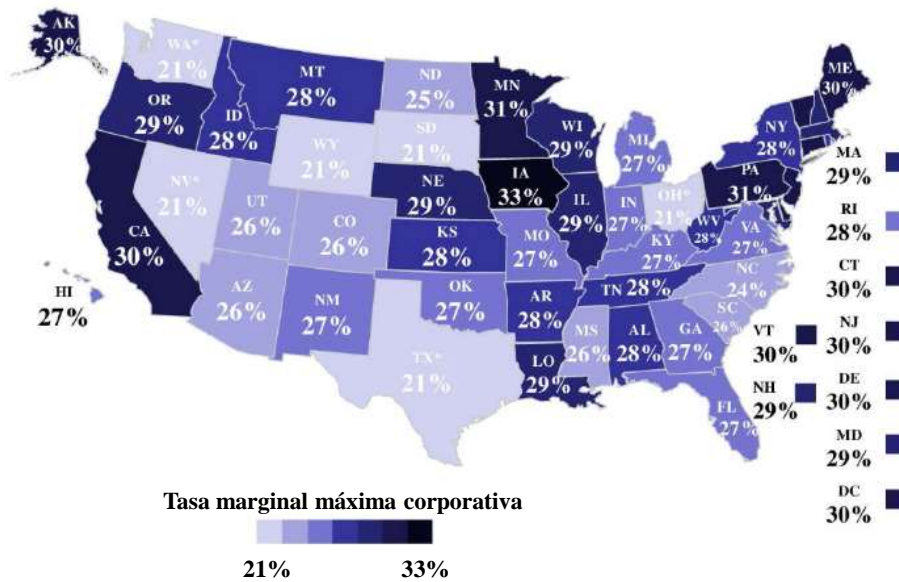 AK
30%
WA*
21%
MT
28%
ND
25%
MN
31%
ME
30%
OR
29%
ID
28%
WY
21%
SD
21%
WI
29%
MI
27%
NY
28%
MA
29%
NV*
21%
UT
26%
CO
26%
NE
29%
IA
33%
IL
29%
IN
27%
OH*
21%
PA
31%
WV
28%
VA
27%
RI
28%
CA
30%
KS
28%
MO
27%
KY
27%
NC
24%
CT
30%
HI
27%
AZ
26%
NM
27%
OK
27%
AR
28%
TN 28%
SC
26%
MS
26%
AL
28%
GA
27%
VT
30%
NJ
30%
TX*
21%
LO
29%
FL
27%
NH
29%
DE
30%
MD
29%
DC
30%
Tasa marginal máxima corporativa
21% 33%